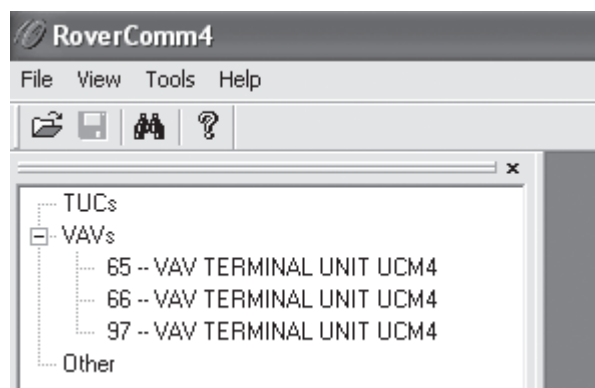 RoverComm4
File View Tools Help
x
TUCs
VAVs
65 -- VAV TERMINAL UNIT UCM4
66 -- VAV TERMINAL UNIT UCM4
97 -- VAV TERMINAL UNIT UCM4
Other